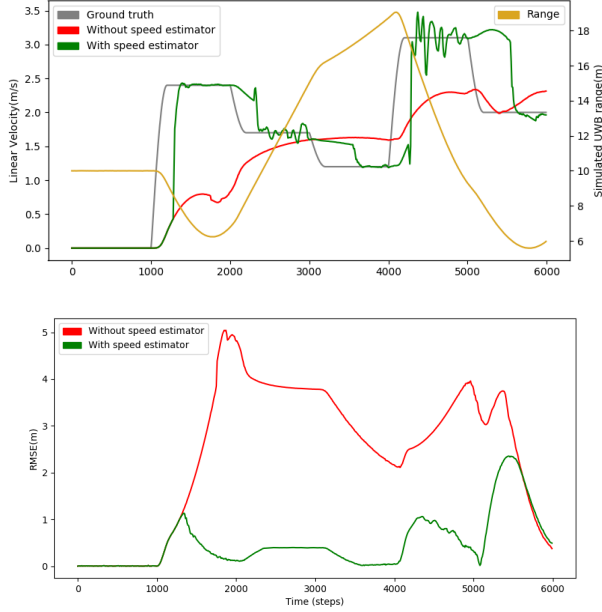 Ground truth
Without speed estimator
With speed estimator
Range
3.5
3.0
2.5
2.0
1.5
1.0
0.5
0.0
Linear Velocity(m/s)
18
16
14
12
10
8
6
Simulated UWB range(m)
0 1000 2000 3000 4000 5000 6000
Without speed estimator
With speed estimator
5
4
3
2
1
0
RMSE(m)
0 1000 2000 3000 4000 5000 6000
Time (steps)